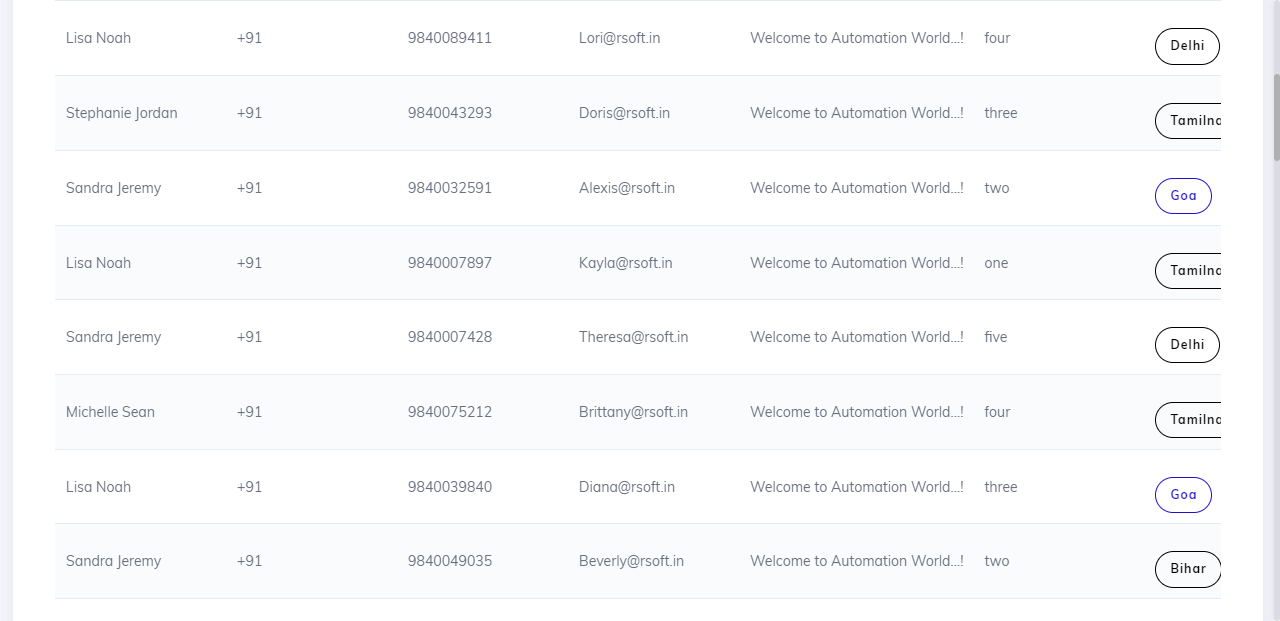 Lisa Noah +91 9840089411 Lori@rsoft.in Welcome to Automation World...! four Delhi
Stephanie Jordan +91 9840043293 Doris@rsoft.in Welcome to Automation World...! three Tamilna
Sandra Jeremy +91 9840032591 Alexis@rsoft.in Welcome to Automation World...! two Goa
Lisa Noah +91 9840007897 Kayla@rsoft.in Welcome to Automation World...! one Tamilna
Sandra Jeremy +91 9840007428 Theresa@rsoft.in Welcome to Automation World...! five Delhi
Michelle Sean +91 9840075212 Brittany@rsoft.in Welcome to Automation World...! four Tamilna
Lisa Noah +91 9840039840 Diana@rsoft.in Welcome to Automation World...! three Goa
Sandra Jeremy +91 9840049035 Beverly@rsoft.in Welcome to Automation World...! two Bihar